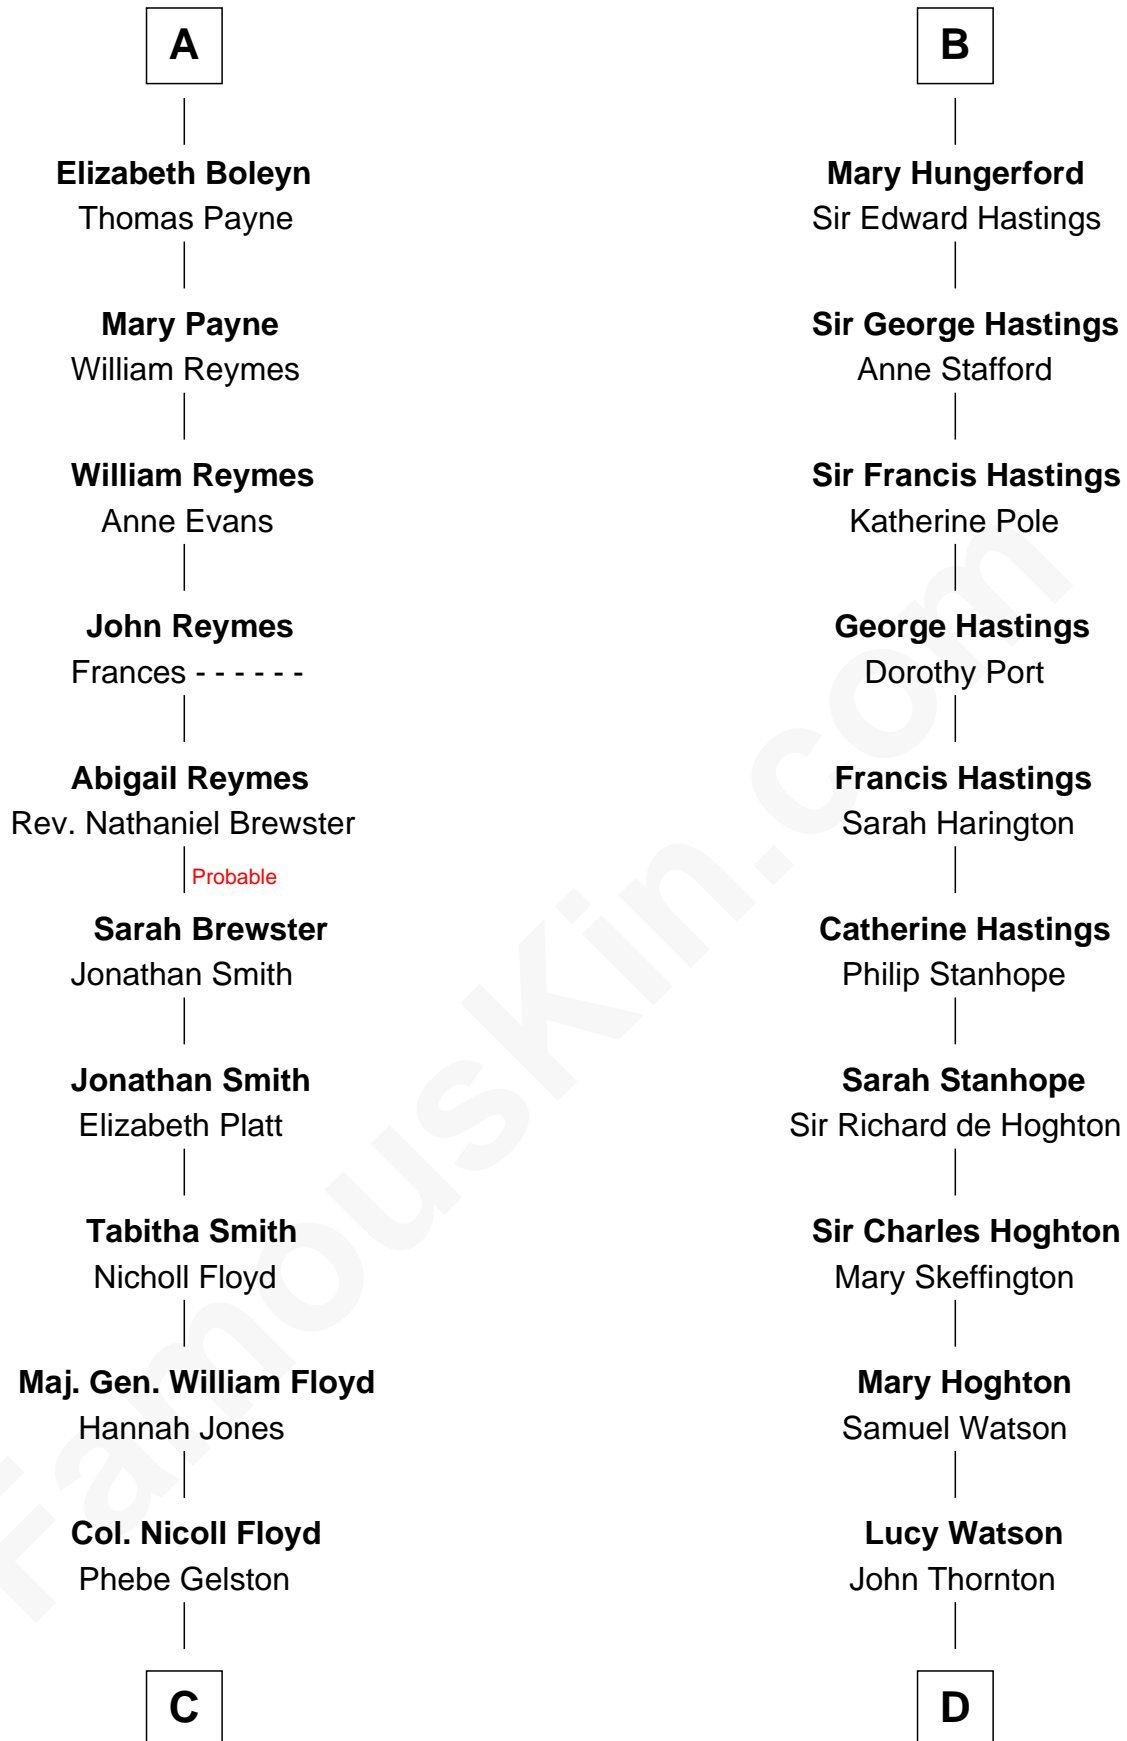 A
Elizabeth Boleyn
Thomas Payne
Mary Payne
William Reymes
William Reymes
Anne Evans
John Reymes
Frances - - - - - -
Abigail Reymes
Rev. Nathaniel Brewster
Probable
Sarah Brewster
Jonathan Smith
Jonathan Smith
Elizabeth Platt
Tabitha Smith
Nicholl Floyd
Maj. Gen. William Floyd
Hannah Jones
Col. Nicoll Floyd
Phebe Gelston
C
B
Mary Hungerford
Sir Edward Hastings
Sir George Hastings
Anne Stafford
Sir Francis Hastings
Katherine Pole
George Hastings
Dorothy Port
Francis Hastings
Sarah Harington
Catherine Hastings
Philip Stanhope
Sarah Stanhope
Sir Richard de Hoghton
Sir Charles Hoghton
Mary Skeffington
Mary Hoghton
Samuel Watson
Lucy Watson
John Thornton
D
FamousKin.com